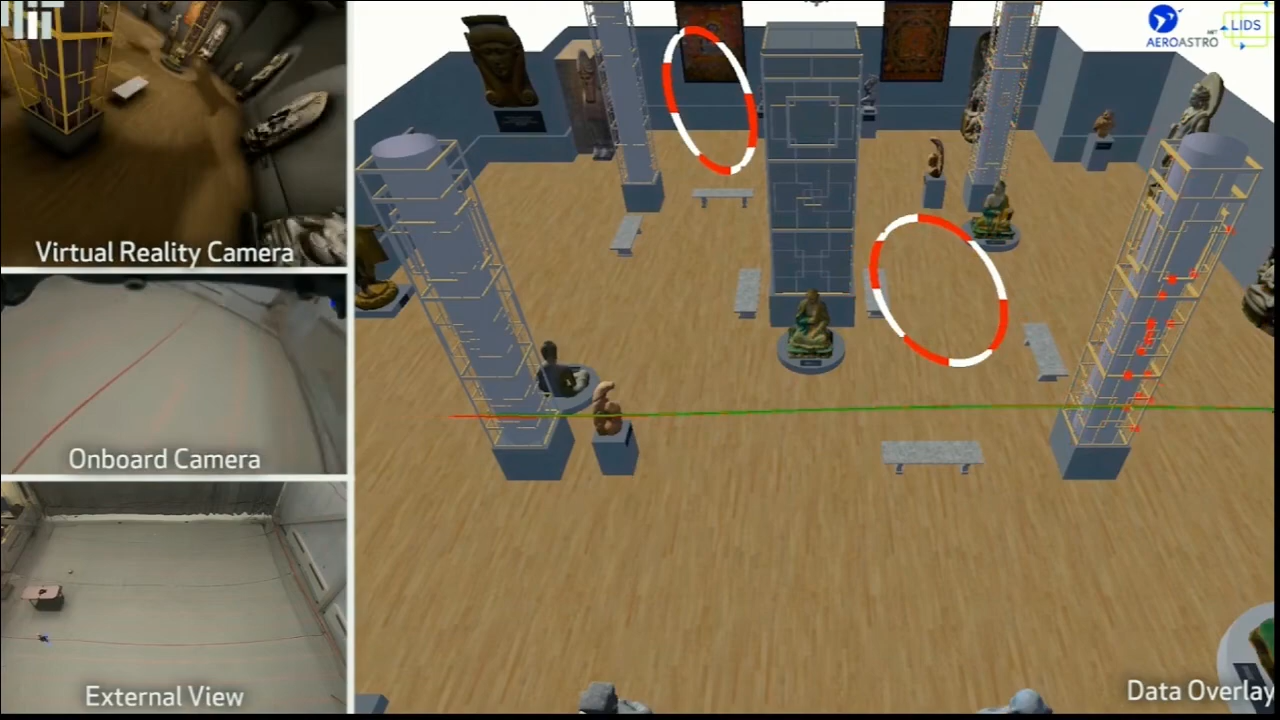 Virtual Reality Camera
Onboard Camera
External View
AEROASTRO
LIDS
Data Overlay